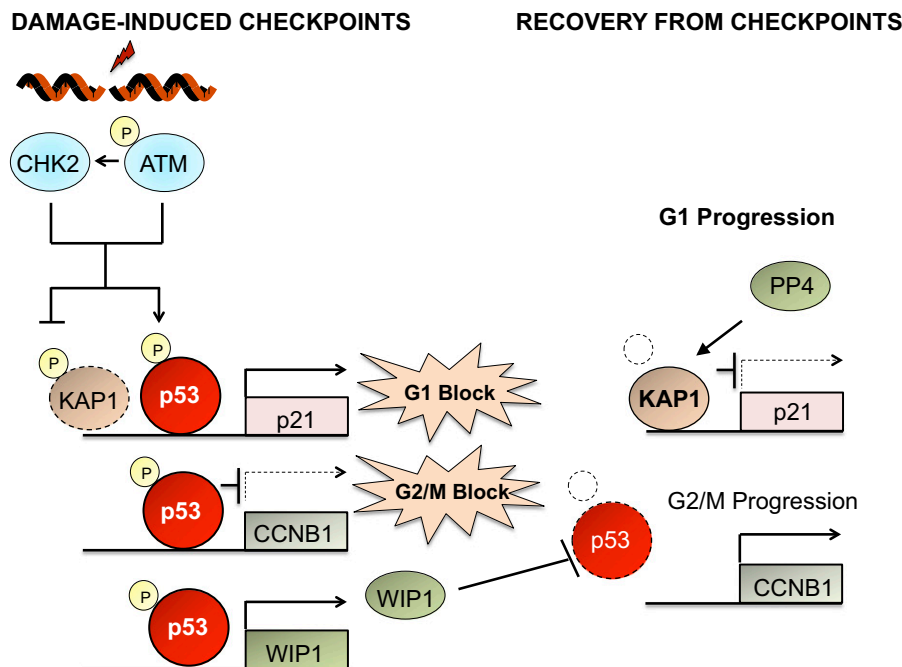 DAMAGE-INDUCED CHECKPOINTS
RECOVERY FROM CHECKPOINTS
P
CHK2
ATM
G1 Progression
PP4
P
P
KAP1
p53
p21
G1 Block
KAP1
p21
P
p53
CCNB1
G2/M Block
p53
G2/M Progression
CCNB1
P
p53
WIP1
WIP1